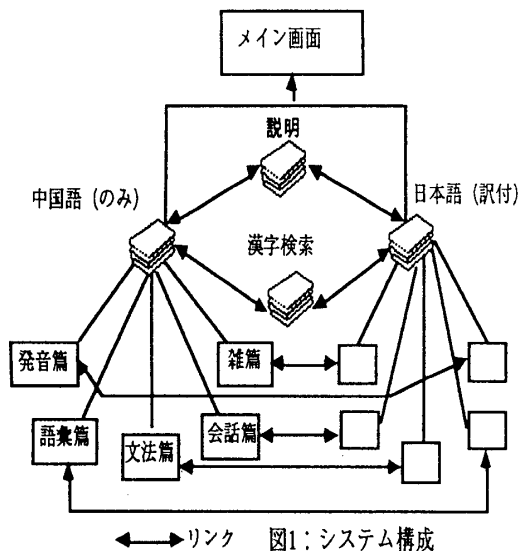 メイン画面
説明
中国語 (のみ)
日本語 (訳付)
漢字検索
発音篇
雑篇
語彙篇
会話篇
文法篇
リンク
図1:システム構成